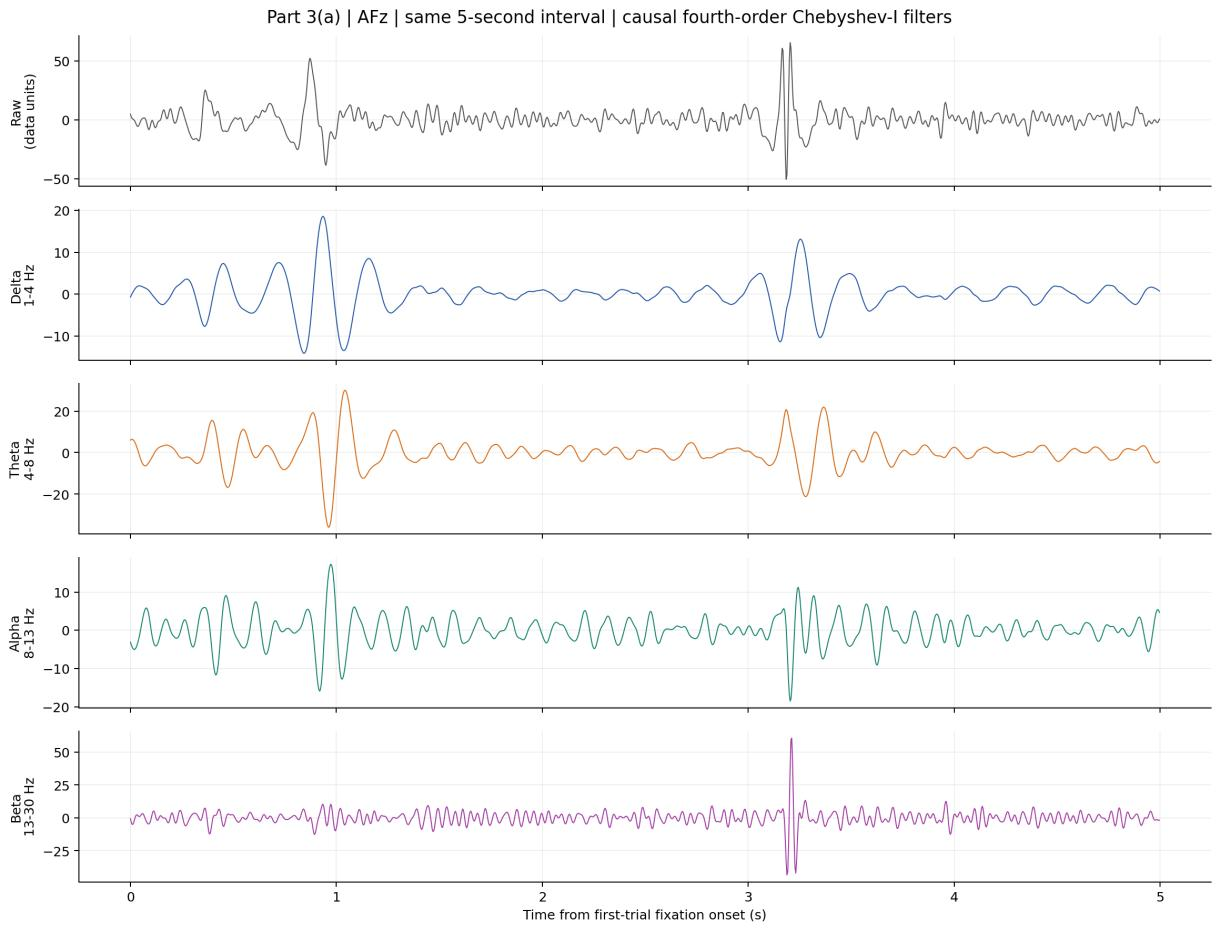 Part 3(a) | AFz | same 5-second interval | causal fourth-order Chebyshev-I filters
Raw
(data units)
50
0
−50
Delta
1-4 Hz
20
10
0
−10
Theta
4-8 Hz
20
0
−20
Alpha
8-13 Hz
10
0
−10
−20
Beta
13-30 Hz
50
25
0
−25
0 1 2 3 4 5
Time from first-trial fixation onset (s)